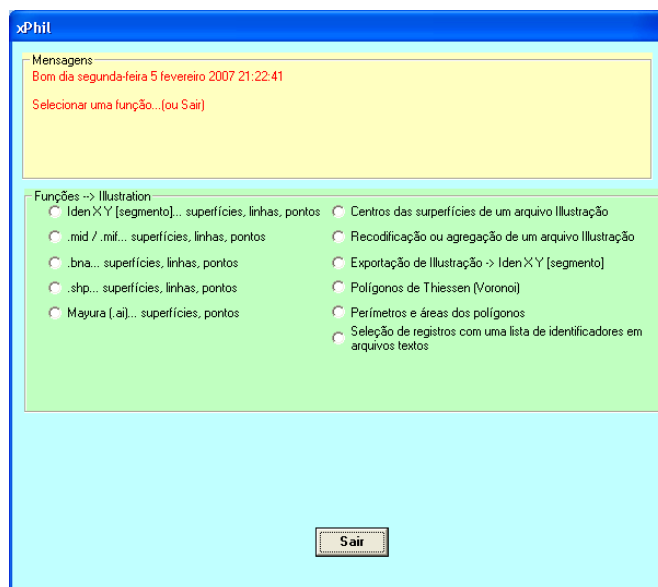 xPhil
Mensagens
Bom dia segunda-feira 5 fevereiro 2007 21:22:41
Selecionar uma função...(ou Sair)
Funções --> Illustration
Iden X Y [segmento]... superfícies, linhas, pontos
.mid / .mif... superfícies, linhas, pontos
.bna... superfícies, linhas, pontos
.shp... superfícies, linhas, pontos
Mayura (.ai)... superfícies, pontos
Centros das surperfícies de um arquivo Illustração
Recodificação ou agregação de um arquivo Illustração
Exportação de Illustração -> Iden X Y [segmento]
Polígonos de Thiessen (Voronoi)
Perímetros e áreas dos polígonos
Seleção de registros com uma lista de identificadores em
arquivos textos
Sair